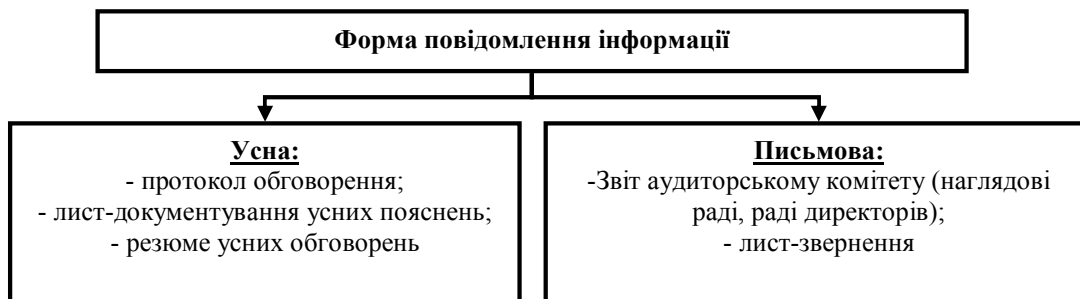 Форма повідомлення інформації
Усна:
- протокол обговорення;
- лист-документування усних пояснень;
- резюме усних обговорень
Письмова:
-Звіт аудиторському комітету (наглядові
раді, раді директорів);
- лист-звернення